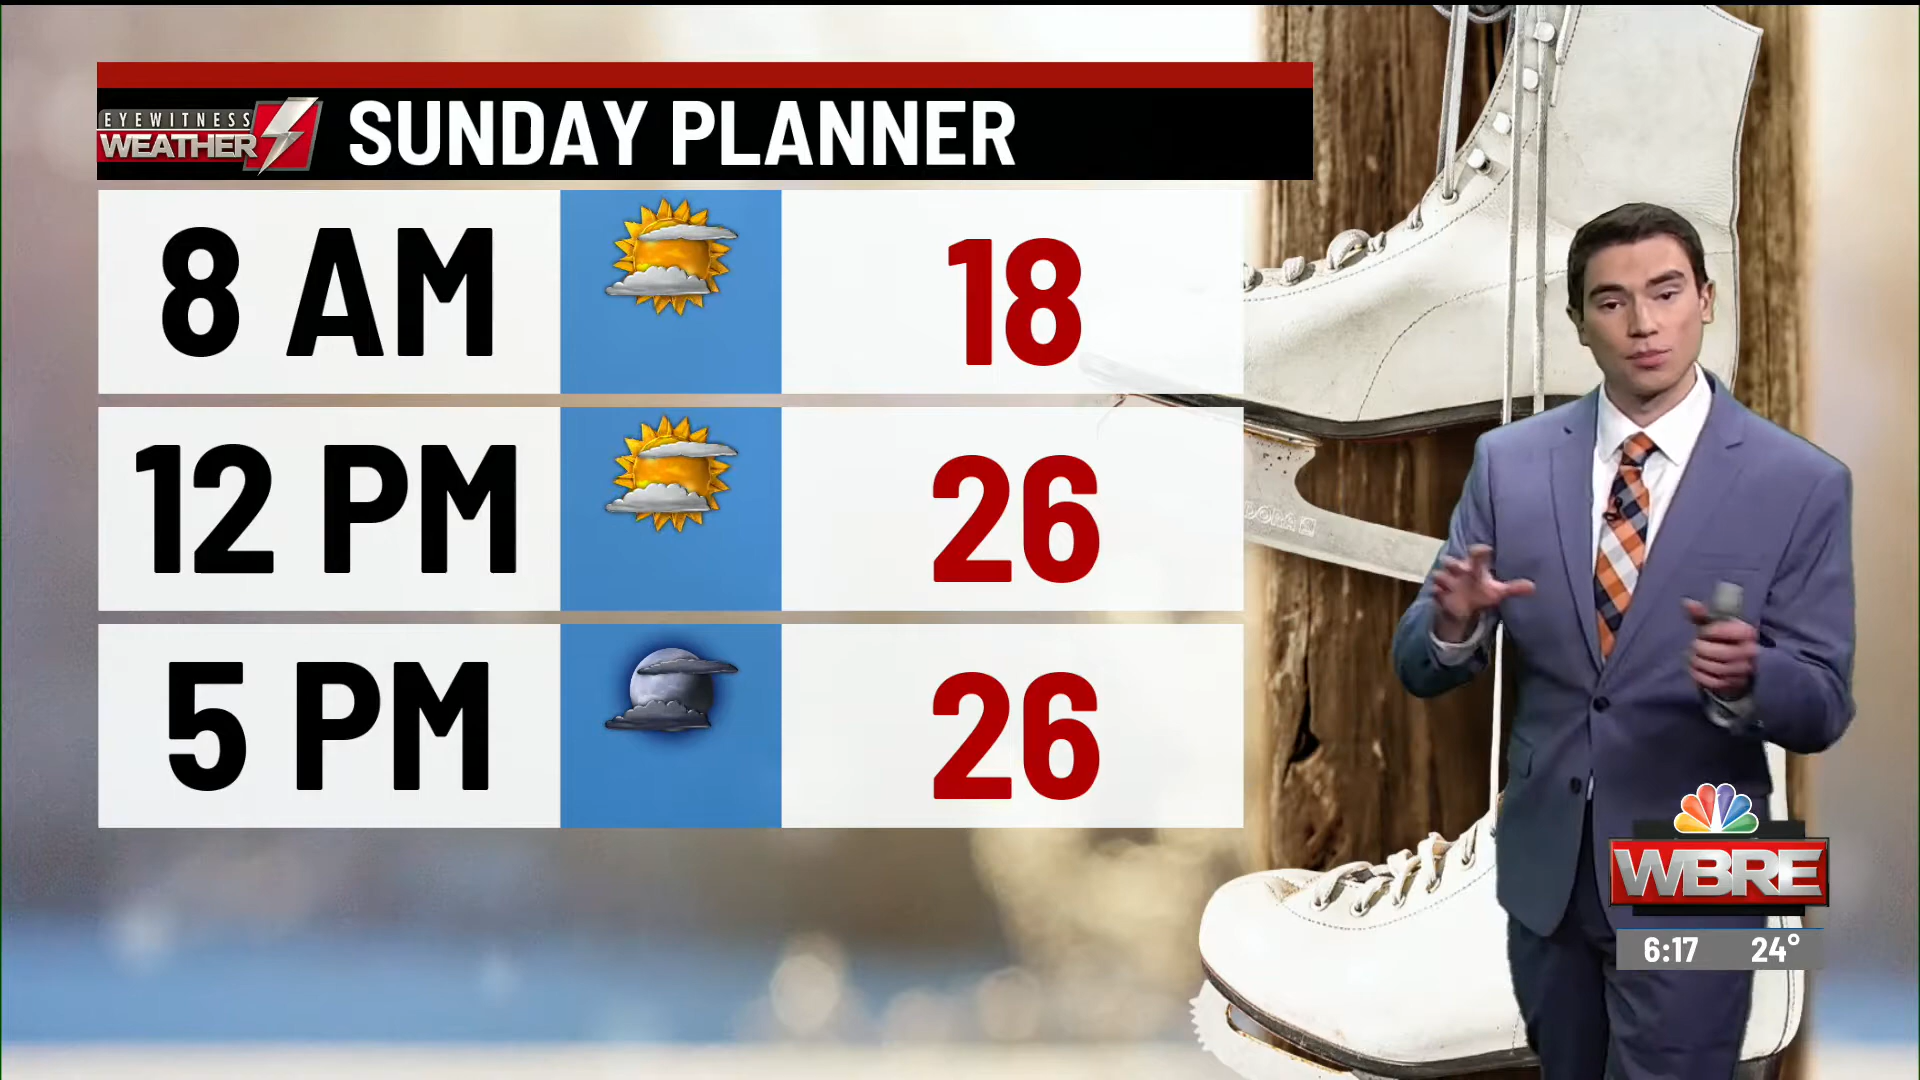 EYEWITNESS
WEATHER
SUNDAY PLANNER
8 AM
18
12 PM
26
5 PM
26
WBRE
6:17 24°